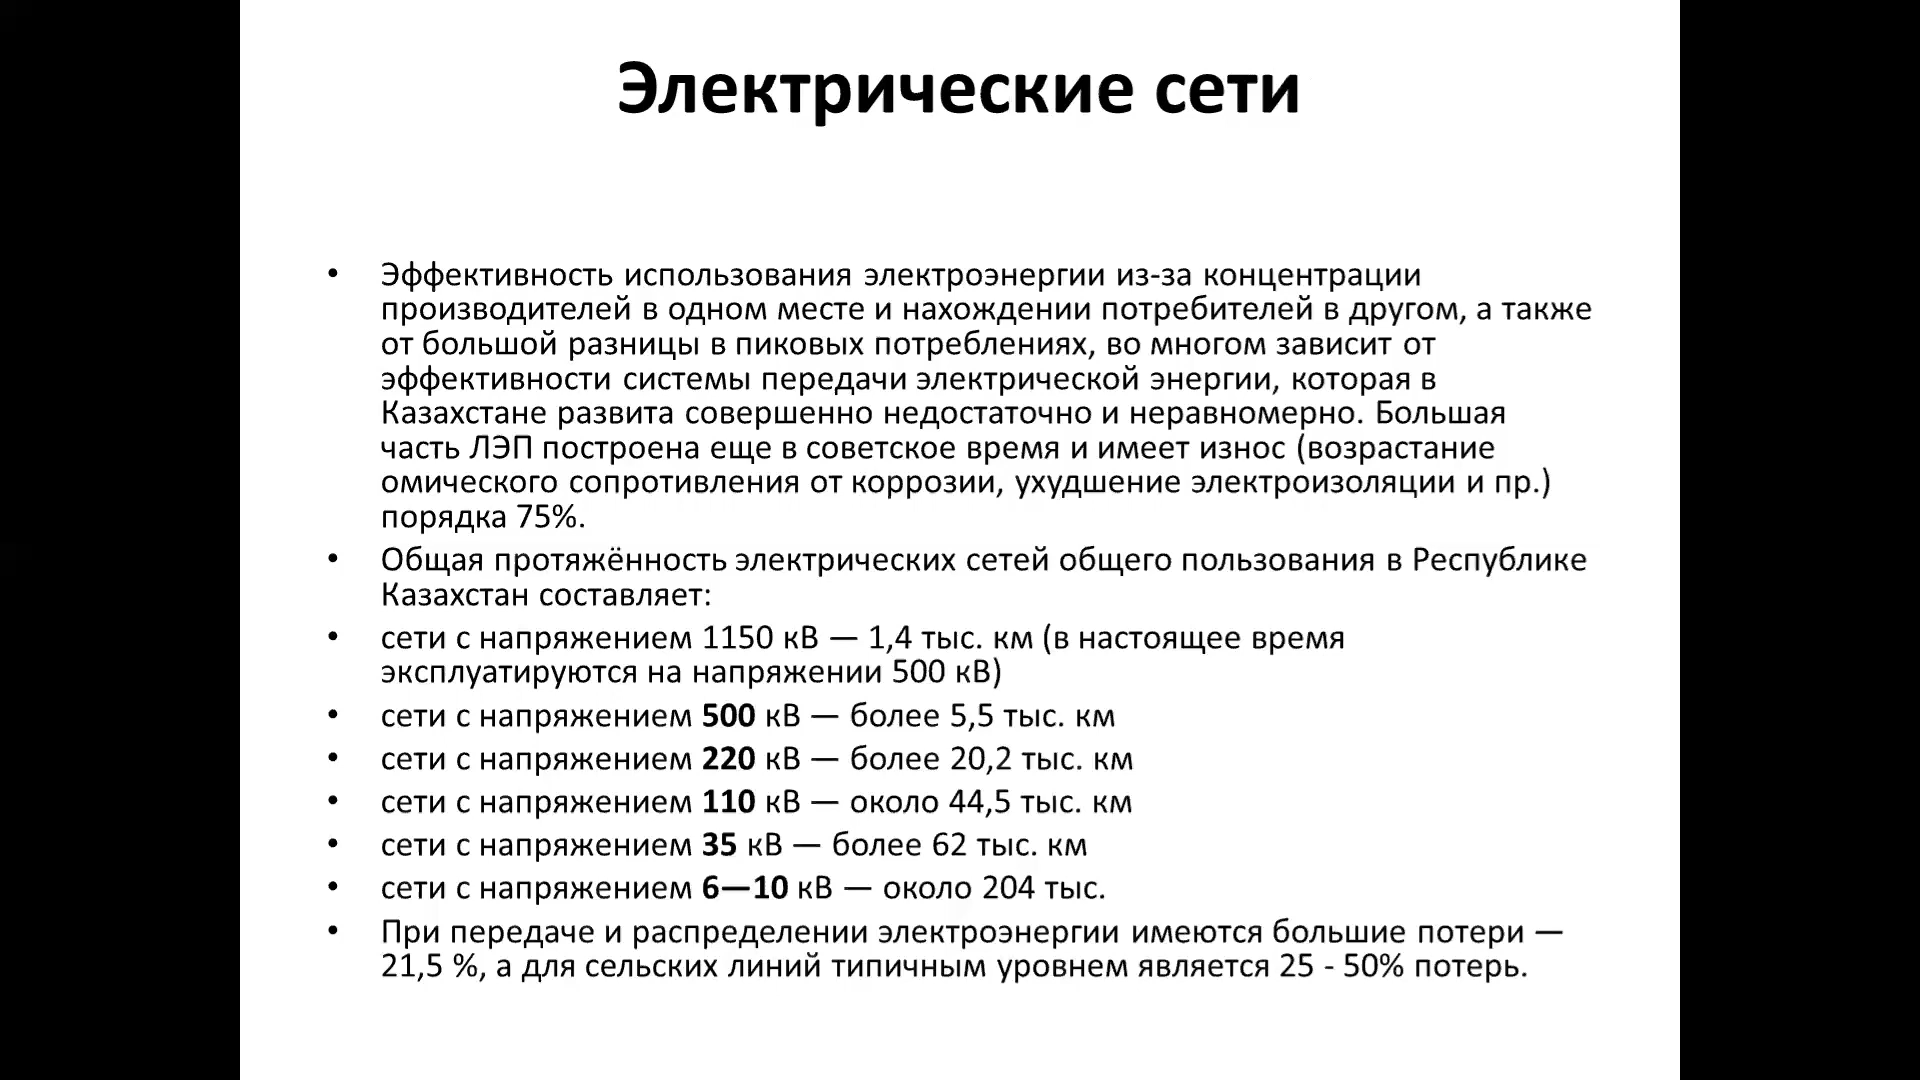 Электрические сети
• Эффективность использования электроэнергии из-за концентрации
производителей в одном месте и нахождении потребителей в другом, а также
от большой разницы в пиковых потреблениях, во многом зависит от
эффективности системы передачи электрической энергии, которая в
Казахстане развита совершенно недостаточно и неравномерно. Большая
часть ЛЭП построена еще в советское время и имеет износ (возрастание
омического сопротивления от коррозии, ухудшение электроизоляции и пр.)
порядка 75%.
• Общая протяжённость электрических сетей общего пользования в Республике
Казахстан составляет:
• сети с напряжением 1150 кВ — 1,4 тыс. км (в настоящее время
эксплуатируются на напряжении 500 кВ)
• сети с напряжением 500 кВ — более 5,5 тыс. км
• сети с напряжением 220 кВ — более 20,2 тыс. км
• сети с напряжением 110 кВ — около 44,5 тыс. км
• сети с напряжением 35 кВ — более 62 тыс. км
• сети с напряжением 6—10 кВ — около 204 тыс.
• При передаче и распределении электроэнергии имеются большие потери —
21,5 %, а для сельских линий типичным уровнем является 25 - 50% потерь.